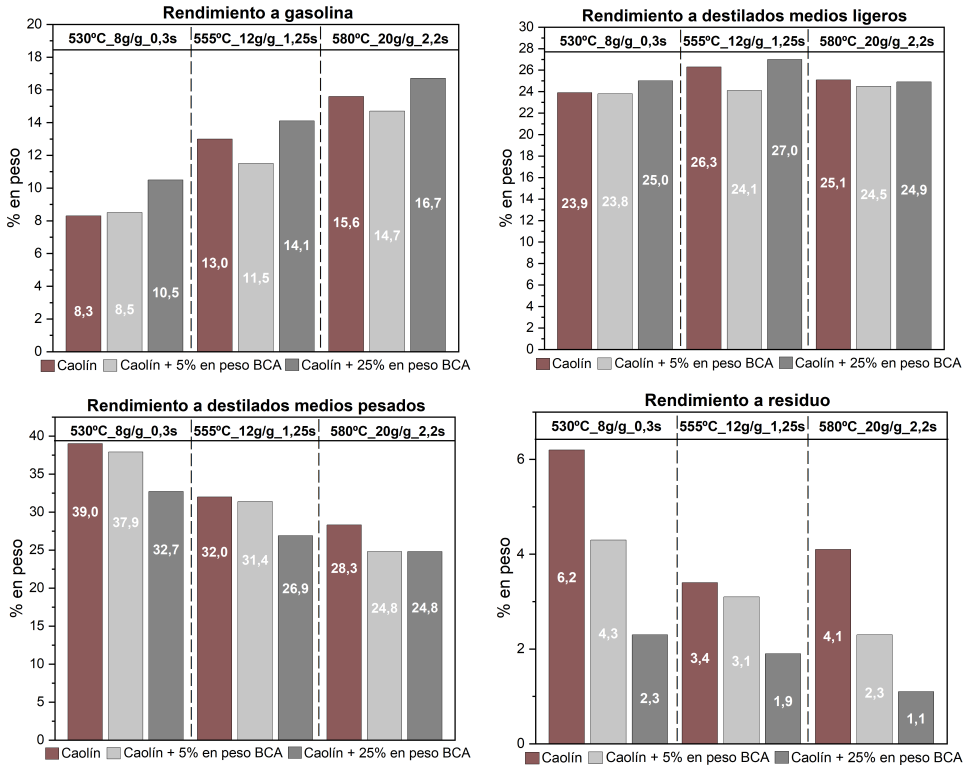 Rendimiento a gasolina
530ºC_8g/g_0,3s 555ºC_12g/g_1,25s 580ºC_20g/g_2,2s
% en peso
20
18
16
14
12
10
8
6
4
2
0
8,3 8,5 10,5 13,0 11,5 14,1 15,6 14,7 16,7
Caolín Caolín + 5% en peso BCA Caolín + 25% en peso BCA
Rendimiento a destilados medios ligeros
530ºC_8g/g_0,3s 555ºC_12g/g_1,25s 580ºC_20g/g_2,2s
% en peso
30
28
26
24
22
20
18
16
14
12
10
8
6
4
2
0
23,9 23,8 25,0 26,3 24,1 27,0 25,1 24,5 24,9
Caolín Caolín + 5% en peso BCA Caolín + 25% en peso BCA
Rendimiento a destilados medios pesados
530ºC_8g/g_0,3s 555ºC_12g/g_1,25s 580ºC_20g/g_2,2s
% en peso
40
35
30
25
20
15
10
5
0
39,0 37,9 32,7 32,0 31,4 26,9 28,3 24,8 24,8
Caolín Caolín + 5% en peso BCA Caolín + 25% en peso BCA
Rendimiento a residuo
530ºC_8g/g_0,3s 555ºC_12g/g_1,25s 580ºC_20g/g_2,2s
% en peso
6
4
2
0
6,2 4,3 2,3 3,4 3,1 1,9 4,1 2,3 1,1
Caolín Caolín + 5% en peso BCA Caolín + 25% en peso BCA